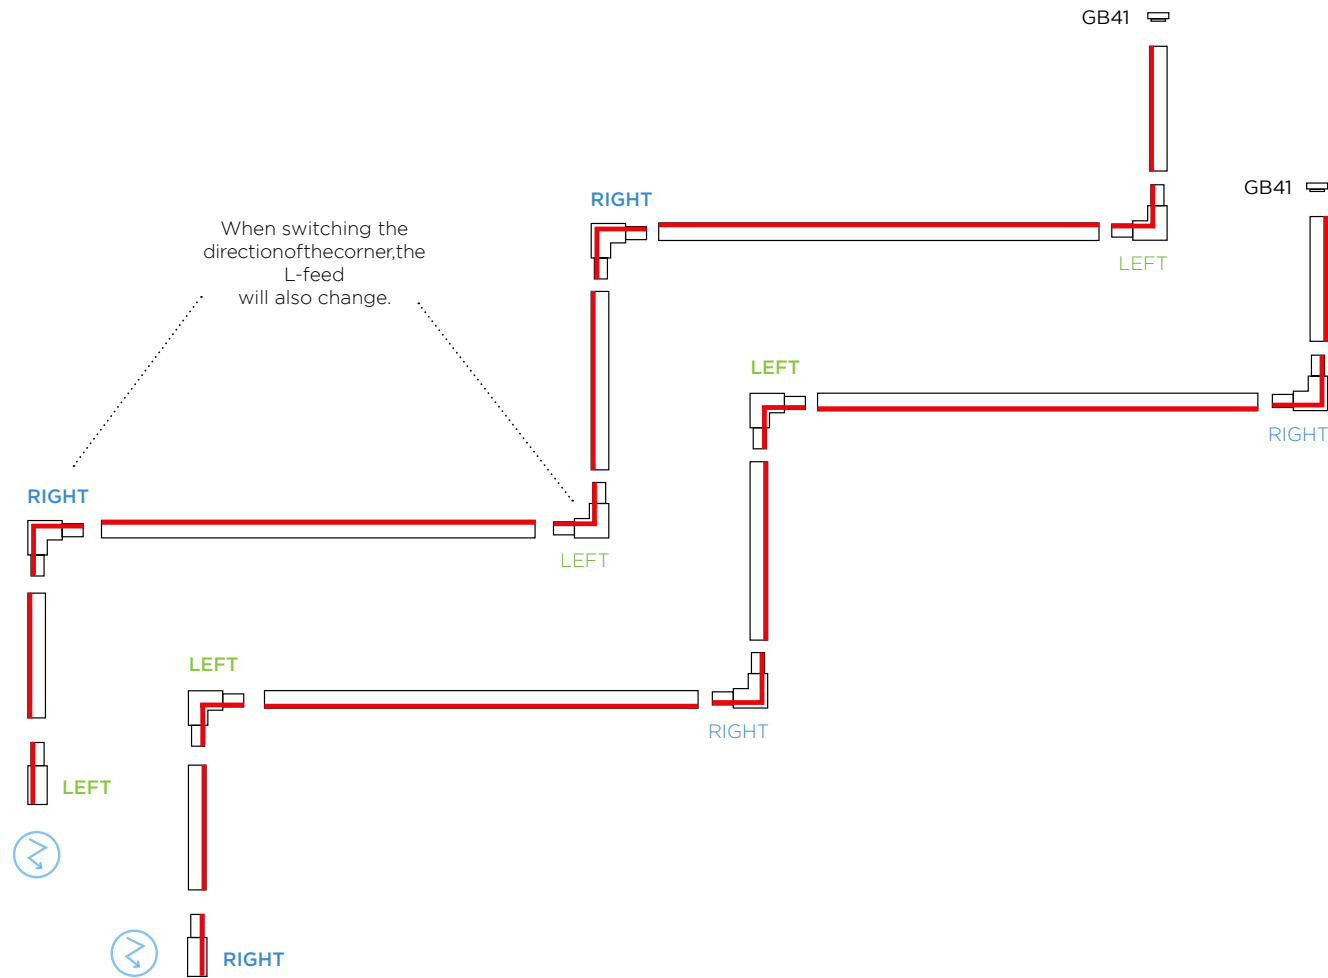 GB41
GB41
RIGHT
When switching the
directionofthecorner,the
L-feed
will also change.
LEFT
LEFT
RIGHT
RIGHT
LEFT
LEFT
RIGHT
LEFT
RIGHT